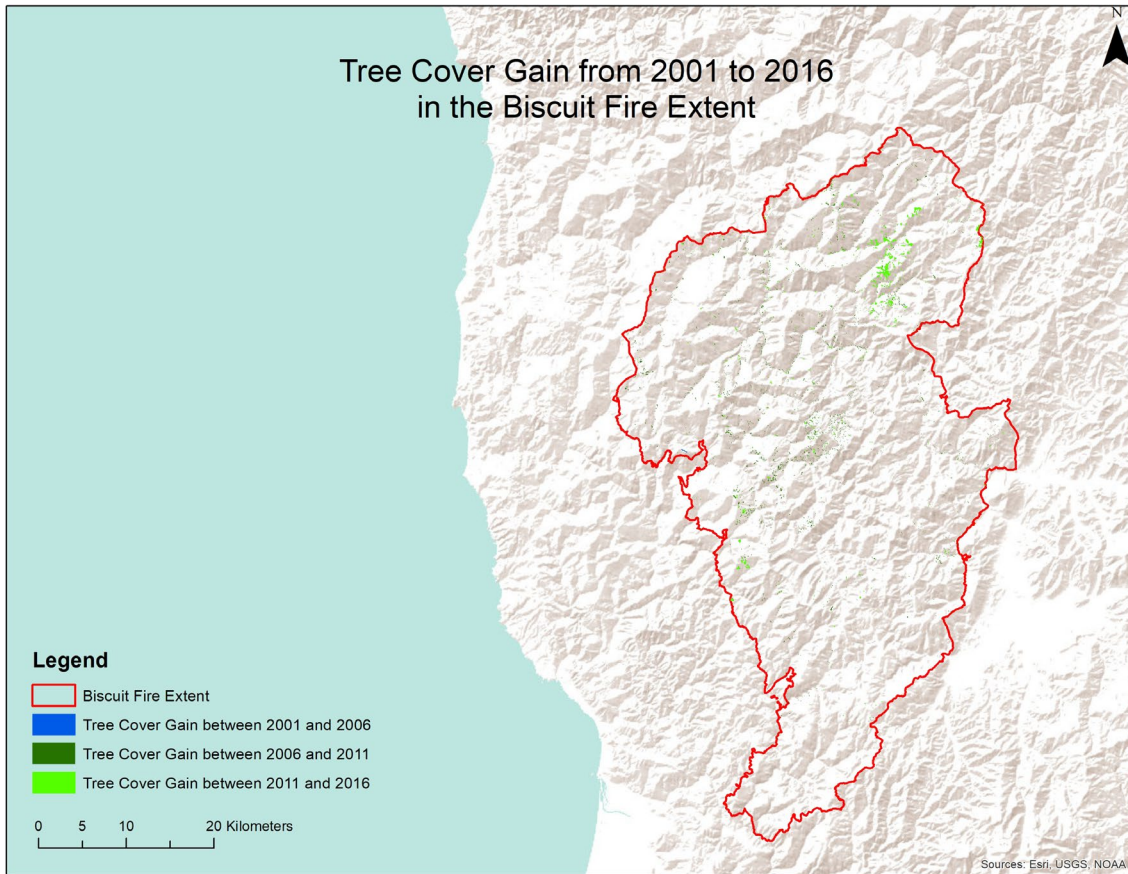 N
Tree Cover Gain from 2001 to 2016
in the Biscuit Fire Extent
Legend
Biscuit Fire Extent
Tree Cover Gain between 2001 and 2006
Tree Cover Gain between 2006 and 2011
Tree Cover Gain between 2011 and 2016
0 5 10 20 Kilometers
Sources: Esri, USGS, NOAA